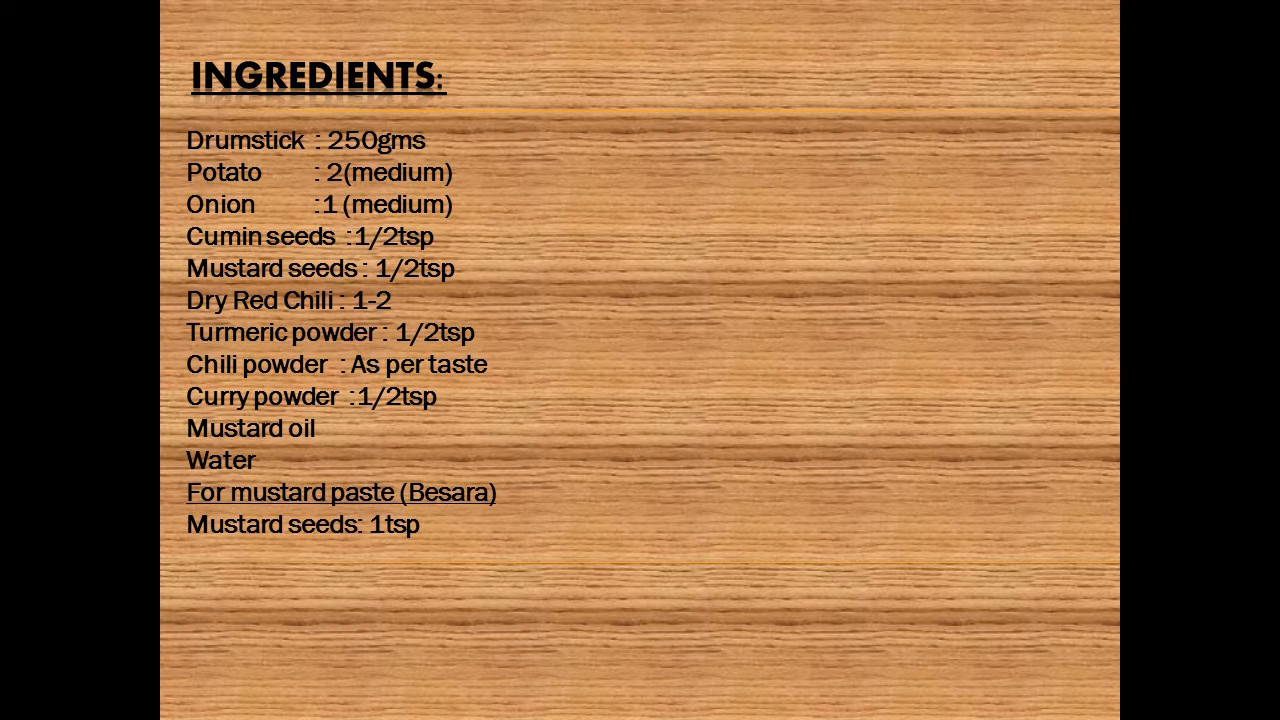 INGREDIENTS:
Drumstick : 250gms
Potato : 2(medium)
Onion :1 (medium)
Cumin seeds :1/2tsp
Mustard seeds : 1/2tsp
Dry Red Chili : 1-2
Turmeric powder : 1/2tsp
Chili powder : As per taste
Curry powder :1/2tsp
Mustard oil
Water
For mustard paste (Besara)
Mustard seeds: 1tsp